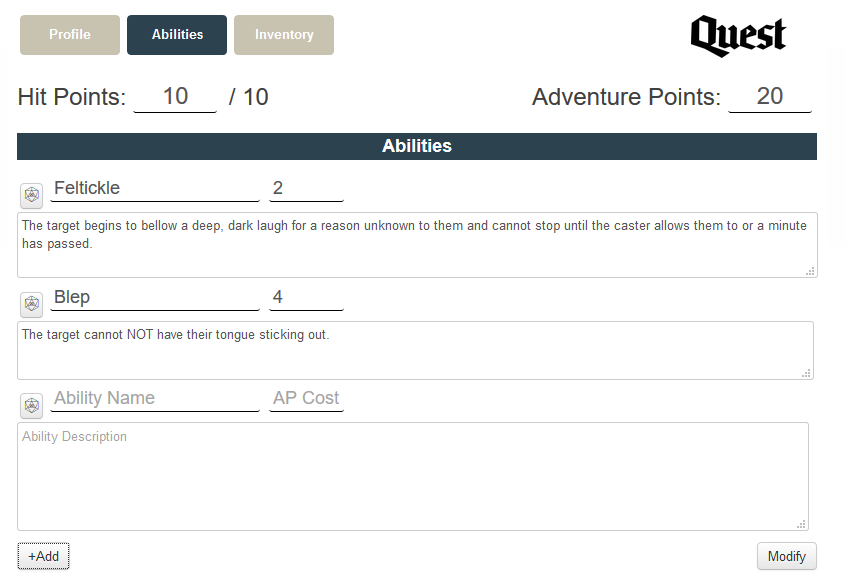 Profile Abilities Inventory Quest
Hit Points: 10 / 10 Adventure Points: 20
Abilities
Feltickle 2
The target begins to bellow a deep, dark laugh for a reason unknown to them and cannot stop until the caster allows them to or a minute
has passed.
Blep 4
The target cannot NOT have their tongue sticking out.
Ability Name AP Cost
Ability Description
+Add Modify